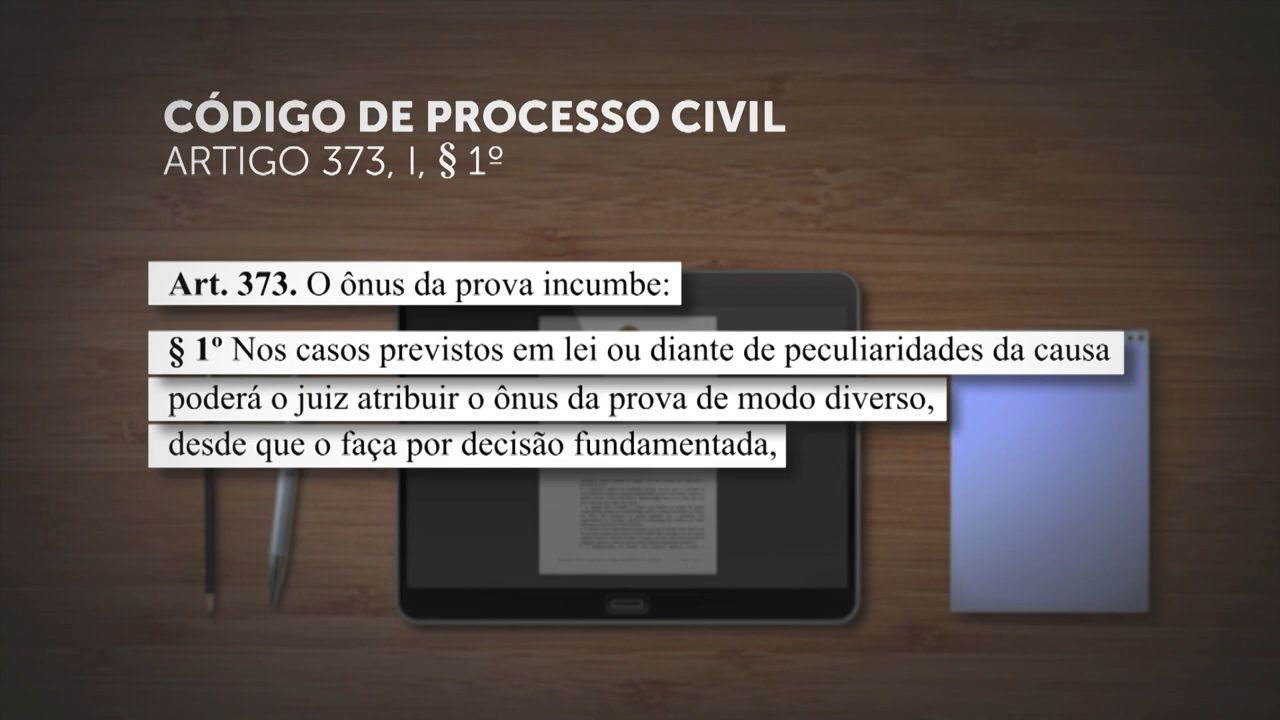 CÓDIGO DE PROCESSO CIVIL
ARTIGO 373, I, § 1º
Art. 373. O ônus da prova incumbe:
§ 1º Nos casos previstos em lei ou diante de peculiaridades da causa
poderá o juiz atribuir o ônus da prova de modo diverso,
desde que o faça por decisão fundamentada,